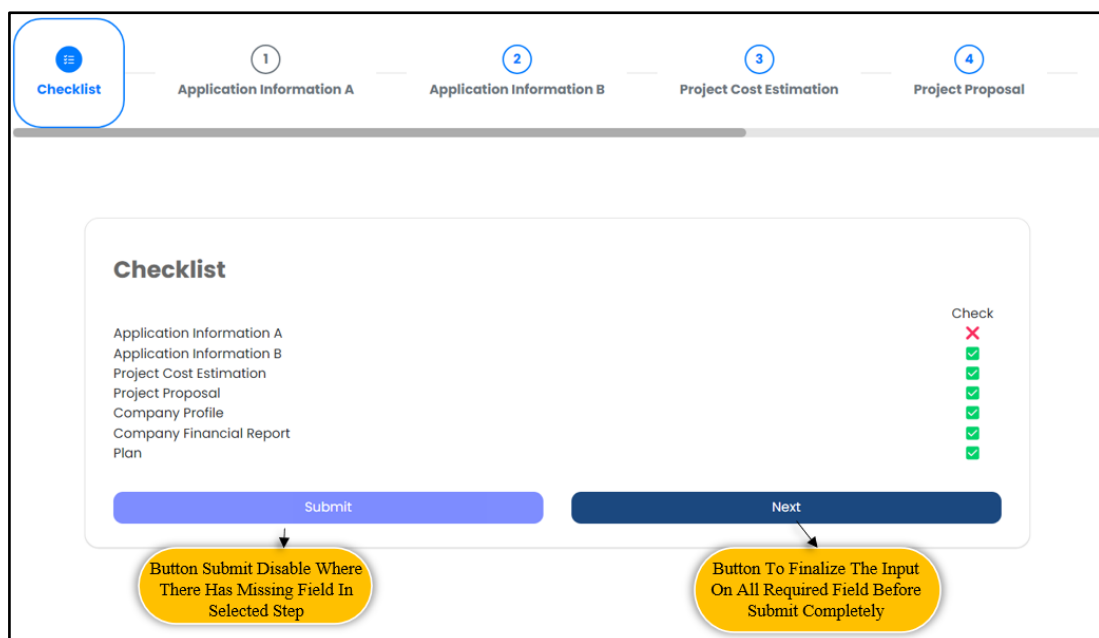 1 2 3 4
Checklist Application Information A Application Information B Project Cost Estimation Project Proposal
Checklist
Check
Application Information A
Application Information B
Project Cost Estimation
Project Proposal
Company Profile
Company Financial Report
Plan
Submit Next
Button Submit Disable Where
There Has Missing Field In
Selected Step
Button To Finalize The Input
On All Required Field Before
Submit Completely